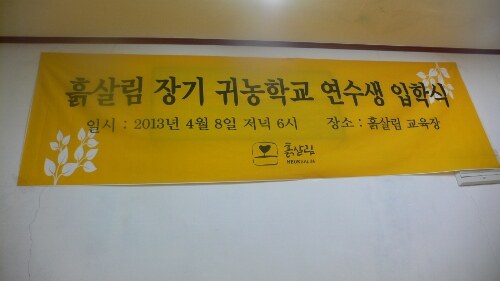 흙살림 장기 귀농학교 연수생 입학식
일시 : 2013년 4월 8일 저녁 6시 장소 : 흙살림 교육장
흙살림